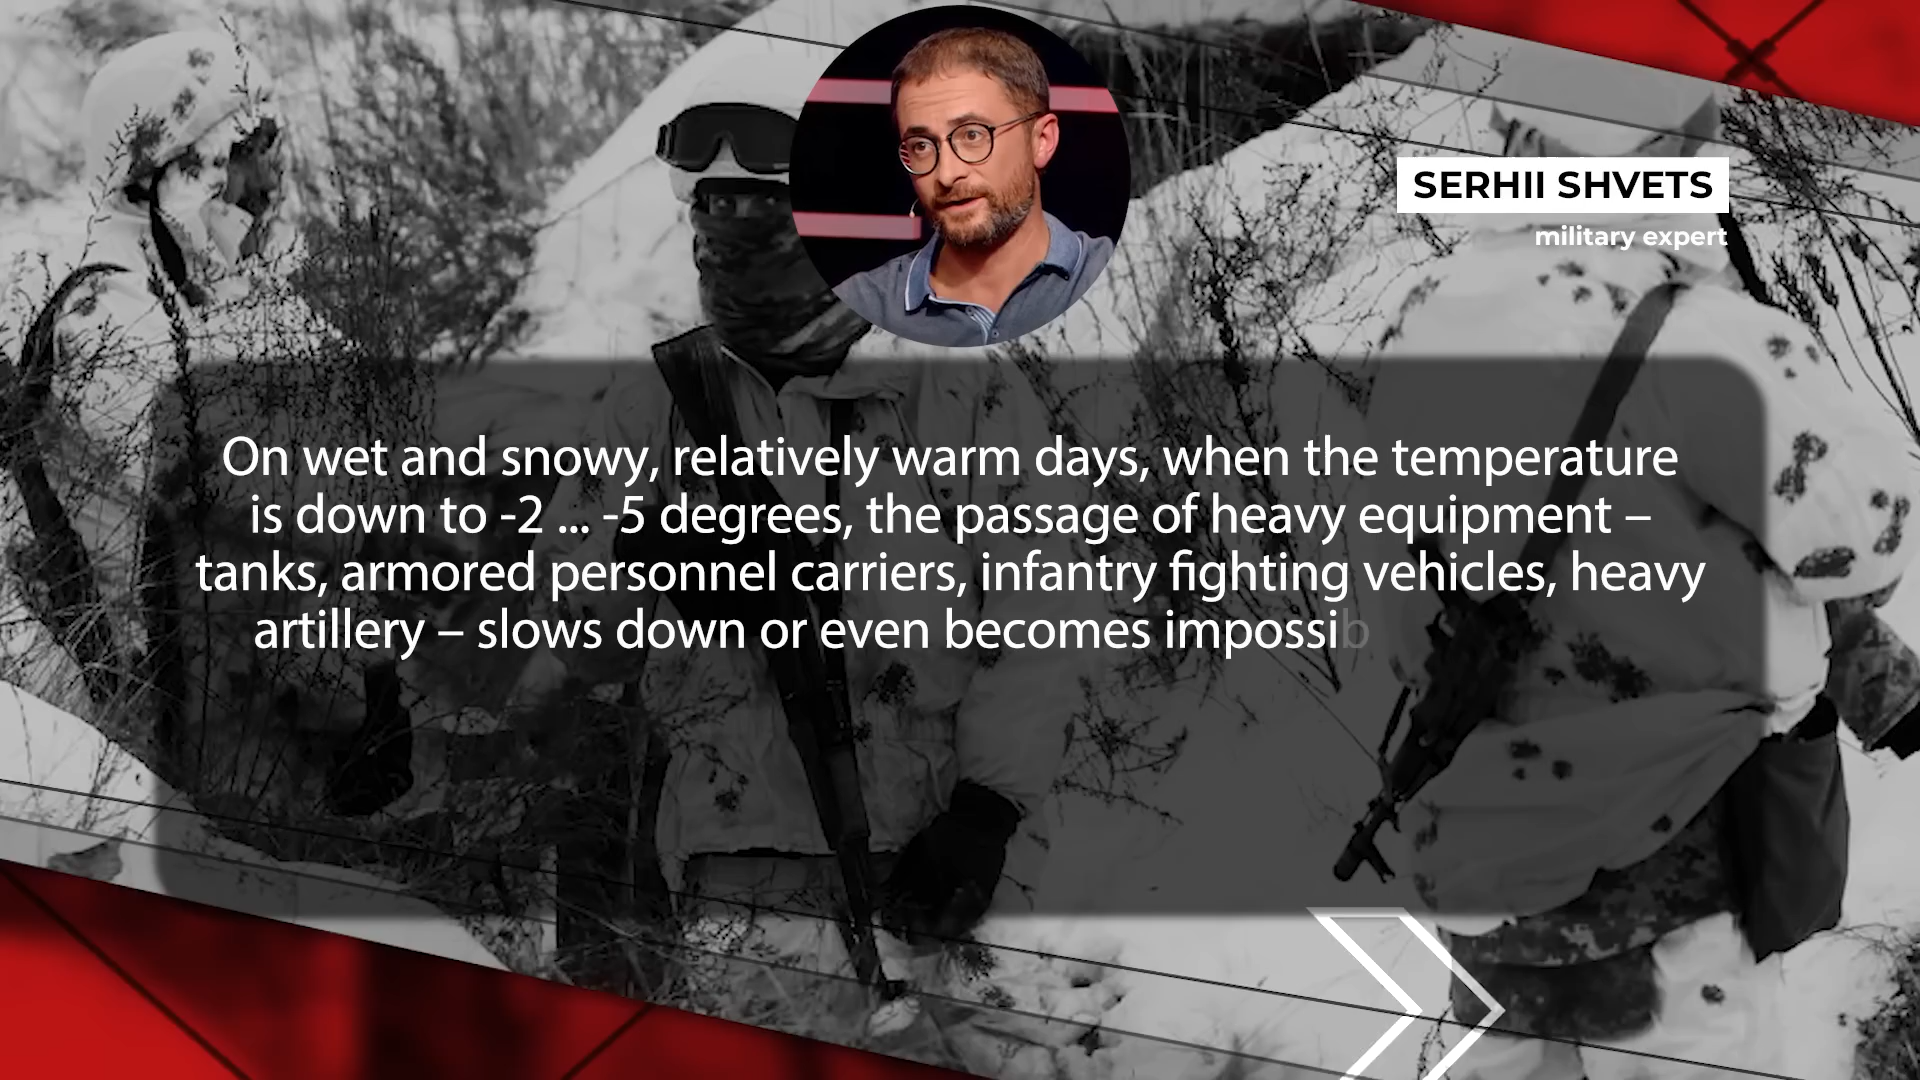 SERHII SHVETS
military expert
On wet and snowy, relatively warm days, when the temperature
is down to -2 ... -5 degrees, the passage of heavy equipment –
tanks, armored personnel carriers, infantry fighting vehicles, heavy
artillery – slows down or even becomes impossib